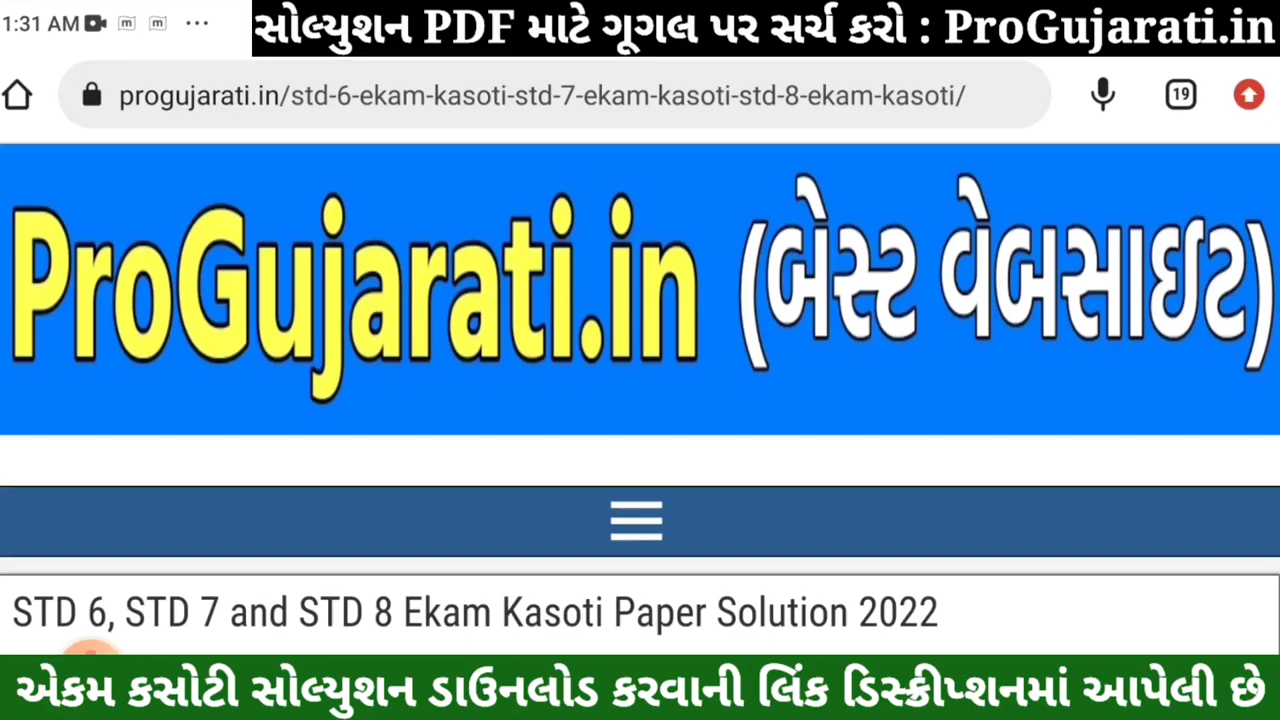 1:31 AM
સોલ્યુશન PDF માટે ગૂગલ પર સર્ચ કરો : ProGujarati.in
progujarati.in/std-6-ekam-kasoti-std-7-ekam-kasoti-std-8-ekam-kasoti/
19
ProGujarati.in (બેસ્ટ વેબસાઇટ)
STD 6, STD 7 and STD 8 Ekam Kasoti Paper Solution 2022
એકમ કસોટી સોલ્યુશન ડાઉનલોડ કરવાની લિંક ડિસ્ક્રીપ્શનમાં આપેલી છે